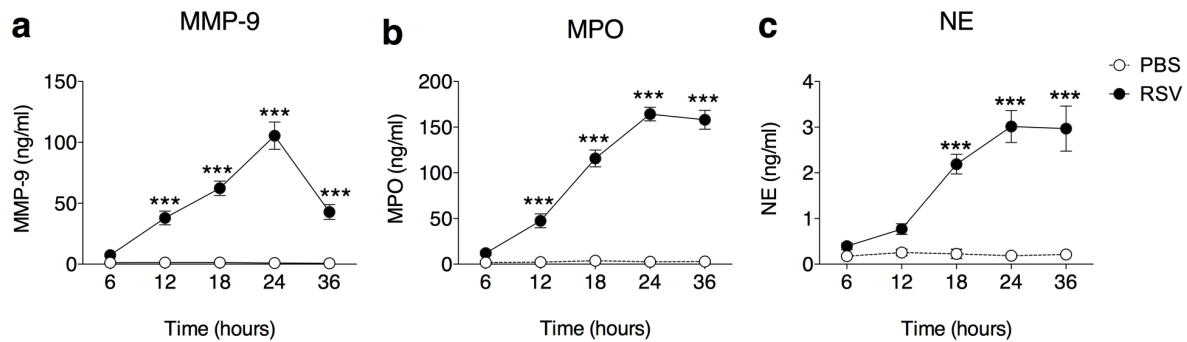 a MMP-9
MMP-9 (ng/ml)
150
100
50
0
***
***
***
***
6 12 18 24 36
Time (hours)
b MPO
MPO (ng/ml)
200
150
100
50
0
***
***
***
***
6 12 18 24 36
Time (hours)
c NE
NE (ng/ml)
4
3
2
1
0
***
***
***
6 12 18 24 36
Time (hours)
PBS
RSV